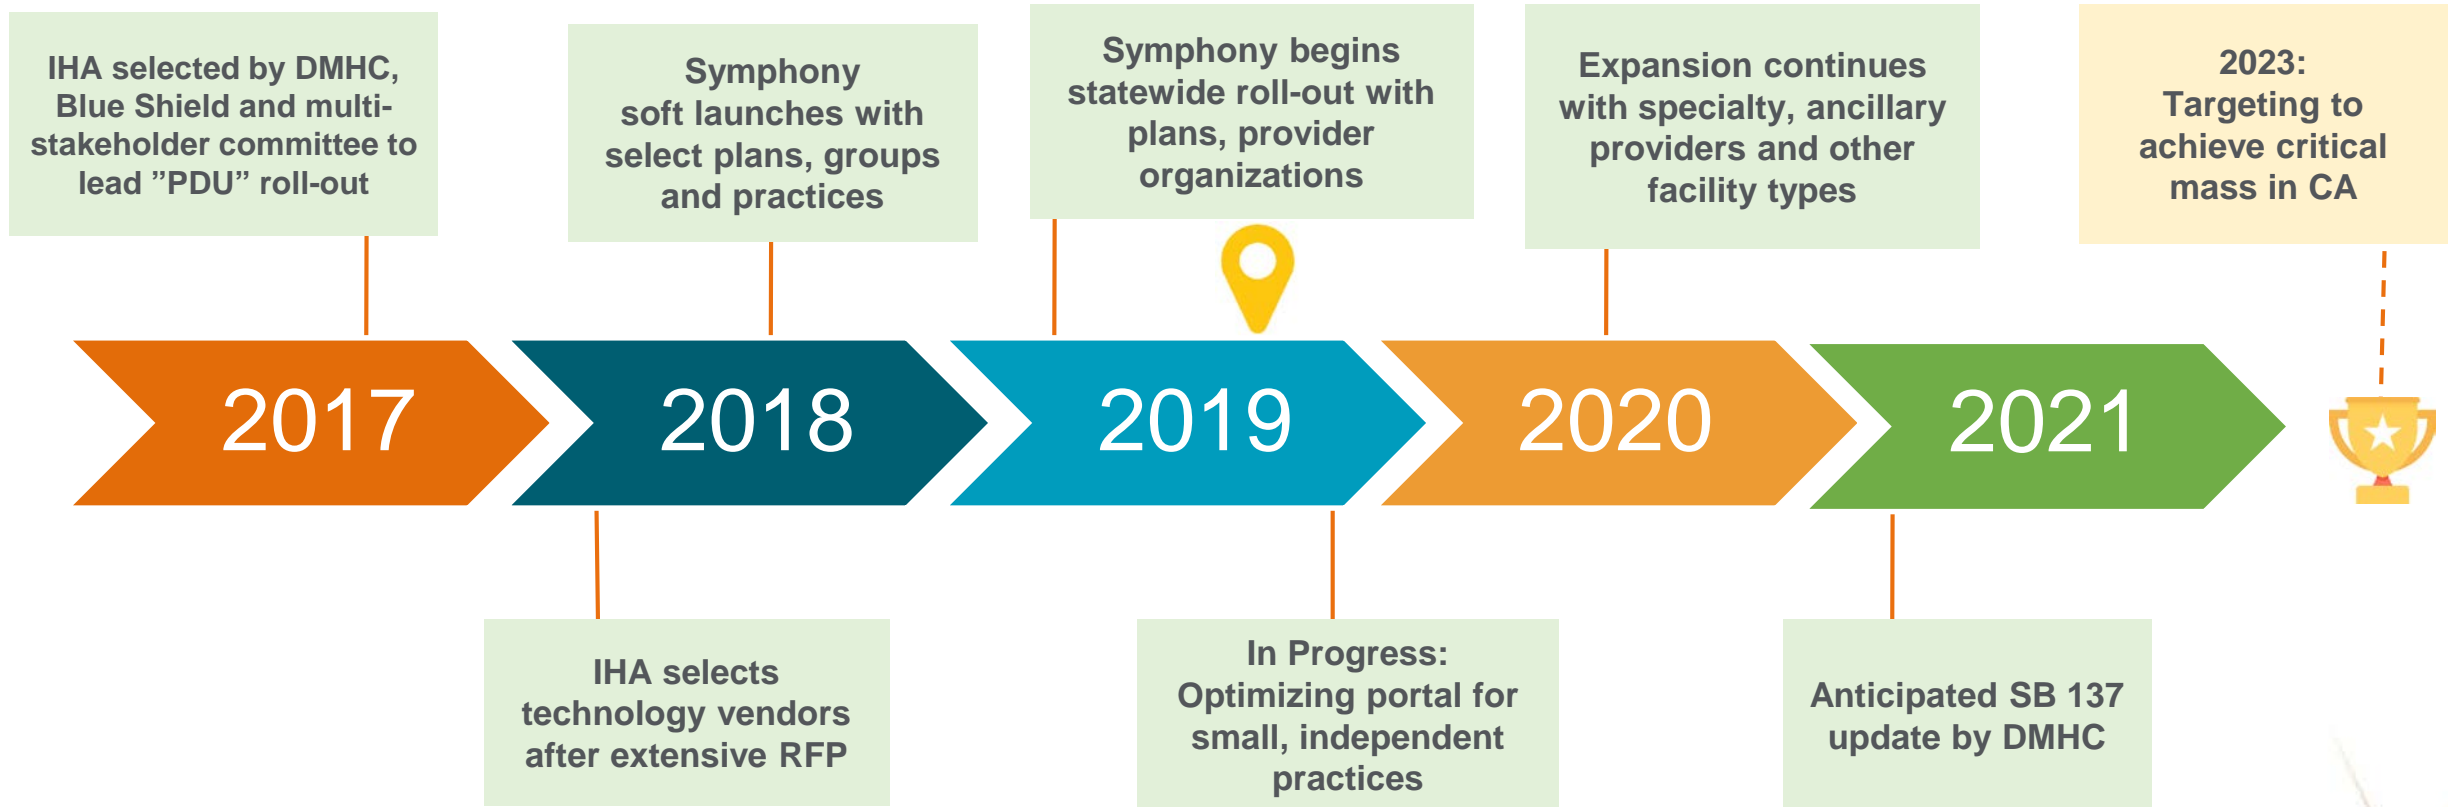 IHA selected by DMHC,
Blue Shield and multi-
stakeholder committee to
lead ”PDU” roll-out
Symphony
soft launches with
select plans, groups
and practices
Symphony begins
statewide roll-out with
plans, provider
organizations
Expansion continues
with specialty, ancillary
providers and other
facility types
2023:
Targeting to
achieve critical
mass in CA
2017
2018
2019
2020
2021
IHA selects
technology vendors
after extensive RFP
In Progress:
Optimizing portal for
small, independent
practices
Anticipated SB 137
update by DMHC